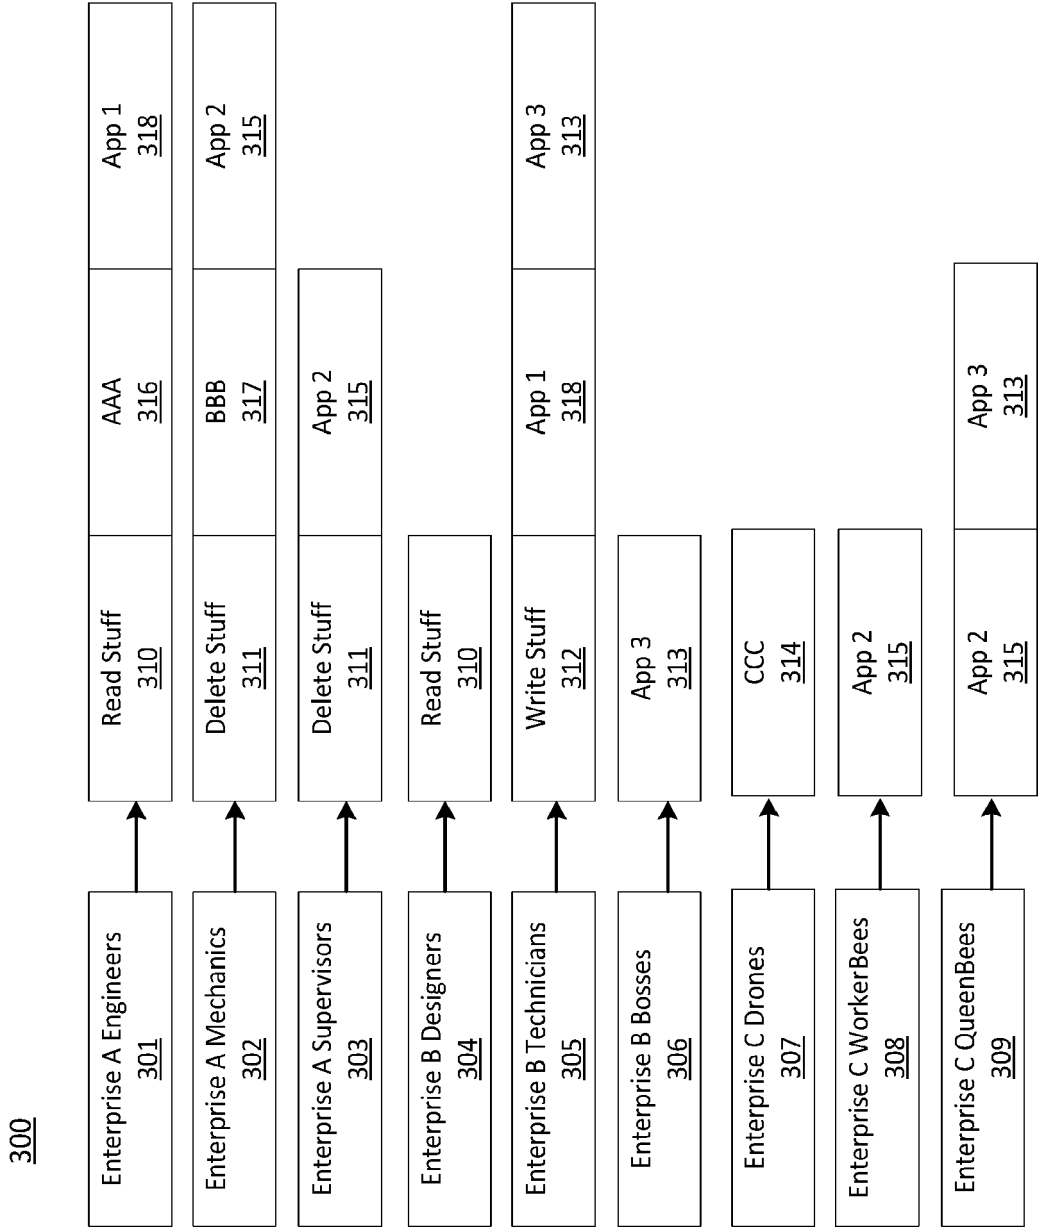 300
Enterprise A Engineers
301
Read Stuff
310
AAA
316
App 1
318
Enterprise A Mechanics
302
Delete Stuff
311
BBB
317
App 2
315
Enterprise A Supervisors
303
Delete Stuff
311
App 2
315
Enterprise B Designers
304
Read Stuff
310
Enterprise B Technicians
305
Write Stuff
312
App 1
318
App 3
313
Enterprise B Bosses
306
App 3
313
Enterprise C Drones
307
CCC
314
Enterprise C WorkerBees
308
App 2
315
Enterprise C QueenBees
309
App 2
315
App 3
313